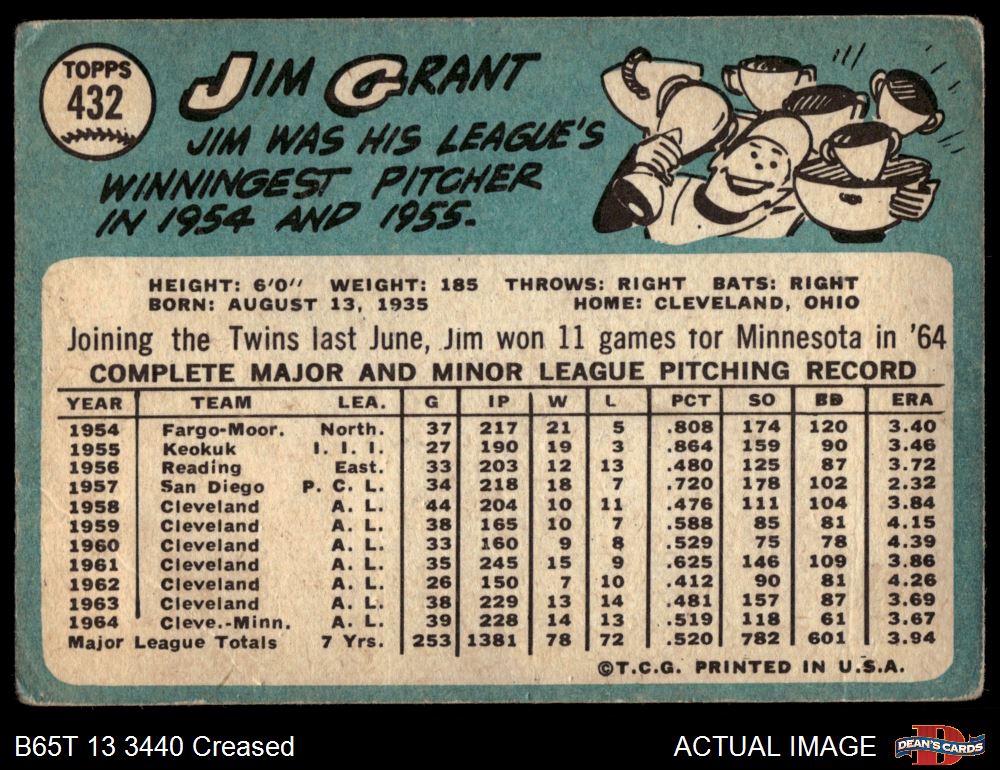 TOPPS
432
JIM GRANT
JIM WAS HIS LEAGUE'S
WINNINGEST PITCHER
IN 1954 AND 1955.
HEIGHT: 6'0" WEIGHT: 185 THROWS: RIGHT BATS: RIGHT
BORN: AUGUST 13, 1935 HOME: CLEVELAND, OHIO
Joining the Twins last June, Jim won 11 games for Minnesota in '64
COMPLETE MAJOR AND MINOR LEAGUE PITCHING RECORD
YEAR TEAM LEA. G IP W L PCT SO BB ERA
1954 Fargo-Moor. North. 37 217 21 5 .808 174 120 3.40
1955 Keokuk I. I. I. 27 190 19 3 .864 159 90 3.46
1956 Reading East. 33 203 12 13 .480 125 87 3.72
1957 San Diego P. C. L. 34 218 18 7 .720 178 102 2.32
1958 Cleveland A. L. 44 204 10 11 .476 111 104 3.84
1959 Cleveland A. L. 38 165 10 7 .588 85 81 4.15
1960 Cleveland A. L. 33 160 9 8 .529 75 78 4.39
1961 Cleveland A. L. 35 245 15 9 .625 146 109 3.86
1962 Cleveland A. L. 26 150 7 10 .412 90 81 4.26
1963 Cleveland A. L. 38 229 13 14 .481 157 87 3.69
1964 Cleve.-Minn. A. L. 39 228 14 13 .519 118 61 3.67
Major League Totals 7 Yrs. 253 1381 78 72 .520 782 601 3.94
©T.C.G. PRINTED IN U.S.A.
B65T 13 3440 Creased
ACTUAL IMAGE
DEAN'S CARDS